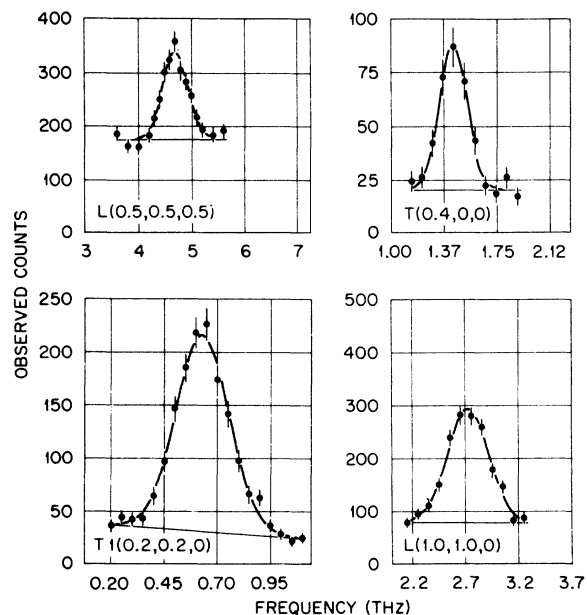 400
300
200
100
0
L(0.5,0.5,0.5)
3 4 5 6 7
100
75
50
25
0
T(0.4,0,0)
1.00 1.37 1.75 2.12
OBSERVED COUNTS
250
200
150
100
50
0
T1(0.2,0.2,0)
0.20 0.45 0.70 0.95
500
400
300
200
100
0
L(1.0,1.0,0)
2.2 2.7 3.2 3.7
FREQUENCY (THZ)